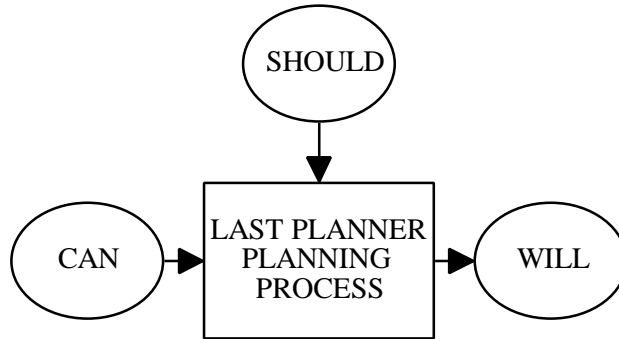 SHOULD
CAN
LAST PLANNER
PLANNING
PROCESS
WILL